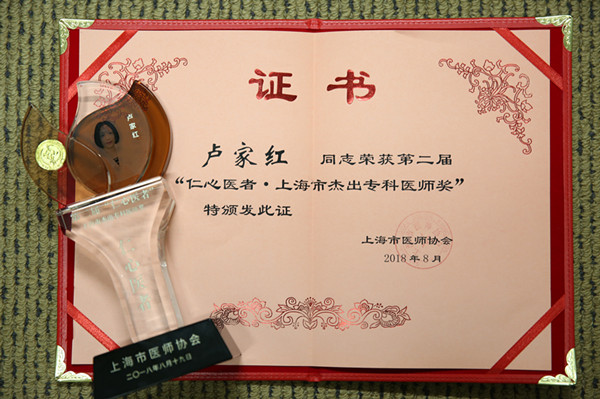 证书
卢家红 同志荣获第二届
“仁心医者·上海市杰出专科医师奖”
特颁发此证
上海市医师协会
2018年8月
卢家红
上海市医师协会
二〇一八年八月十九日